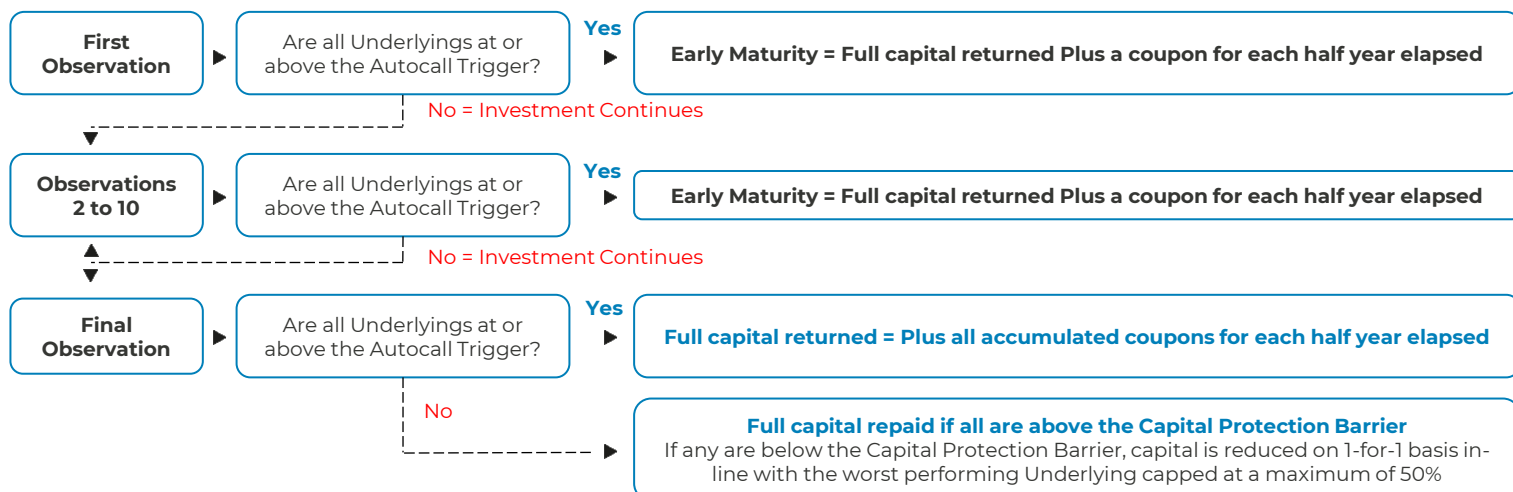 First
Observation
Are all Underlyings at or
above the Autocall Trigger?
Yes
Early Maturity = Full capital returned Plus a coupon for each half year elapsed
No = Investment Continues
Observations
2 to 10
Are all Underlyings at or
above the Autocall Trigger?
Yes
Early Maturity = Full capital returned Plus a coupon for each half year elapsed
No = Investment Continues
Final
Observation
Are all Underlyings at or
above the Autocall Trigger?
Yes
Full capital returned = Plus all accumulated coupons for each half year elapsed
No
Full capital repaid if all are above the Capital Protection Barrier
If any are below the Capital Protection Barrier, capital is reduced on 1-for-1 basis in-
line with the worst performing Underlying capped at a maximum of 50%